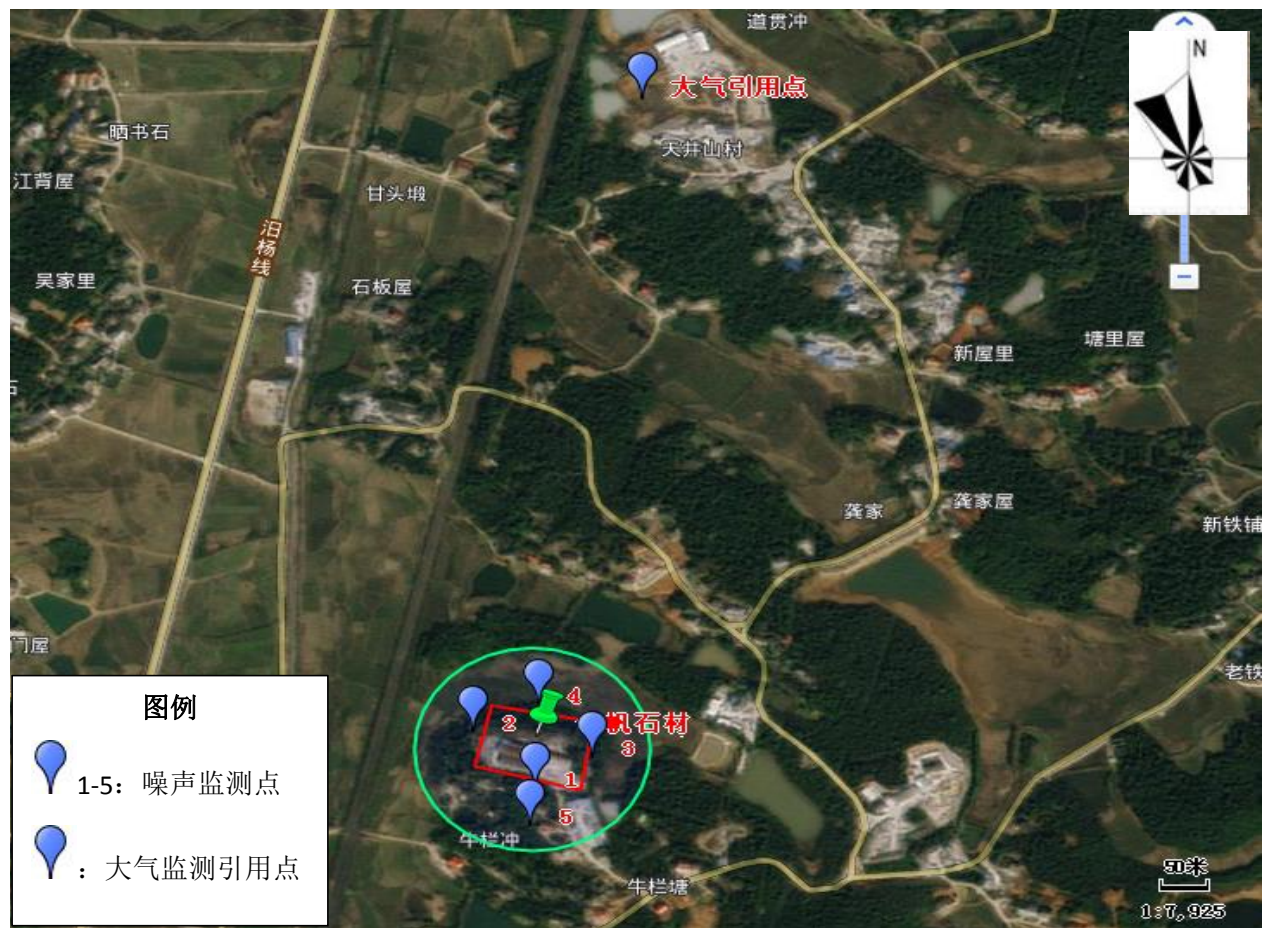 道贯冲
N
大气引用点
晒书石
天井山村
江背屋
甘头塅
汨杨线
吴家里
石板屋
塘里屋
新屋里
石
龚家
龚家屋
新铁铺
门屋
老铁
4
2
帆石村
3
1
5
牛栏冲
牛栏塘
50米
1:7,925
图例
1-5：噪声监测点
：大气监测引用点